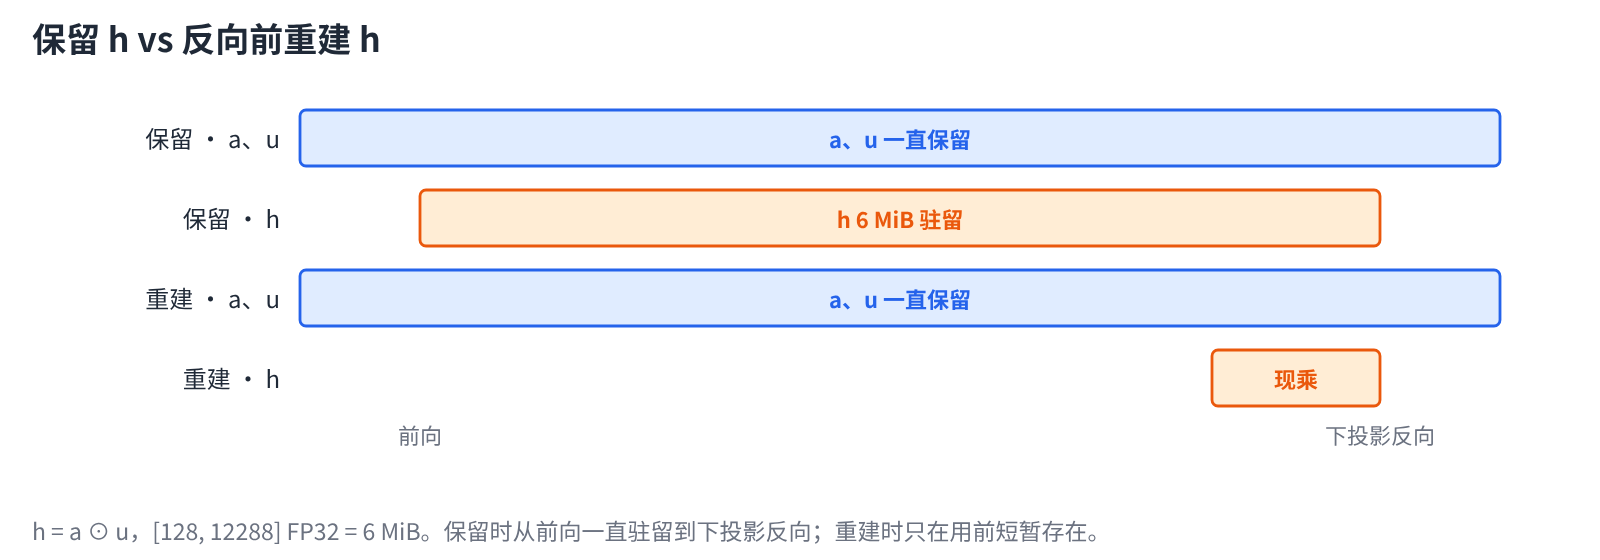 保留 h vs 反向前重建 h
保留 · a、u
a、u 一直保留
保留 · h
h 6 MiB 驻留
重建 · a、u
a、u 一直保留
重建 · h
现乘
前向
下投影反向
h = a ⊙ u，[128, 12288] FP32 = 6 MiB。保留时从前向一直驻留到下投影反向；重建时只在用前短暂存在。